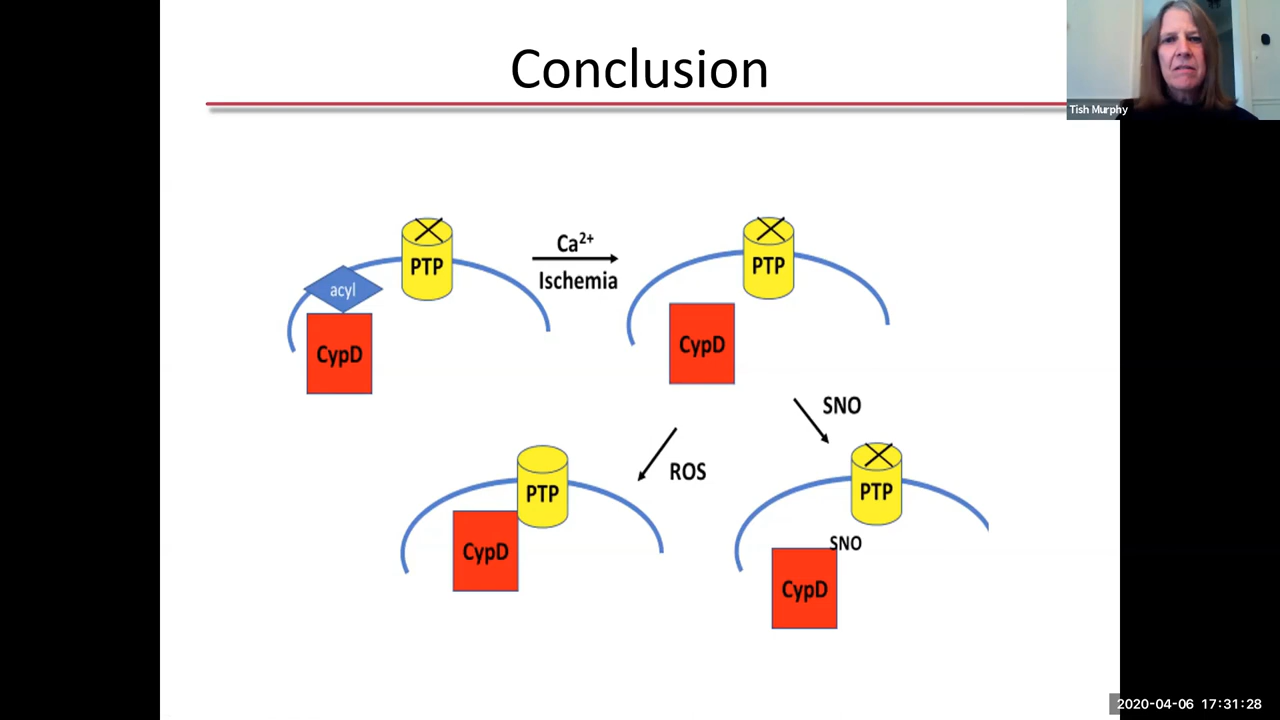 Conclusion
Tish Murphy
PTP
acyl
CypD
Ca²⁺
Ischemia
PTP
CypD
ROS
SNO
PTP
CypD
PTP
SNO
CypD
2020-04-06 17:31:28